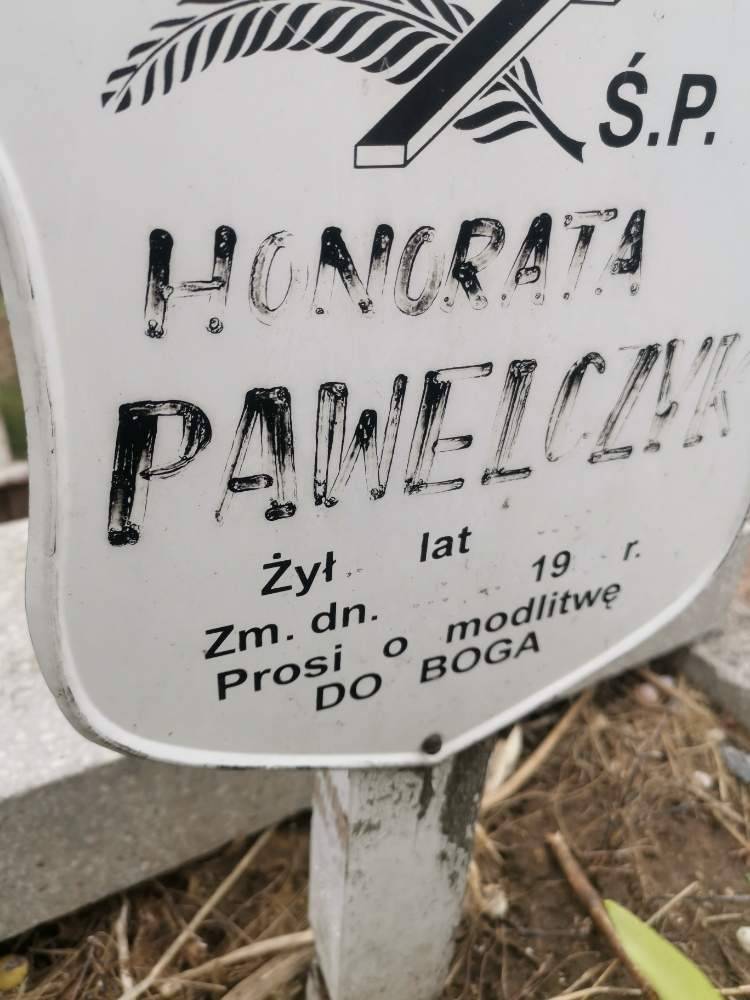 Ś.P.
HONORATA
PAWELCZYK
Żył lat
Zm. dn. 19 r.
Prosi o modlitwę
DO BOGA